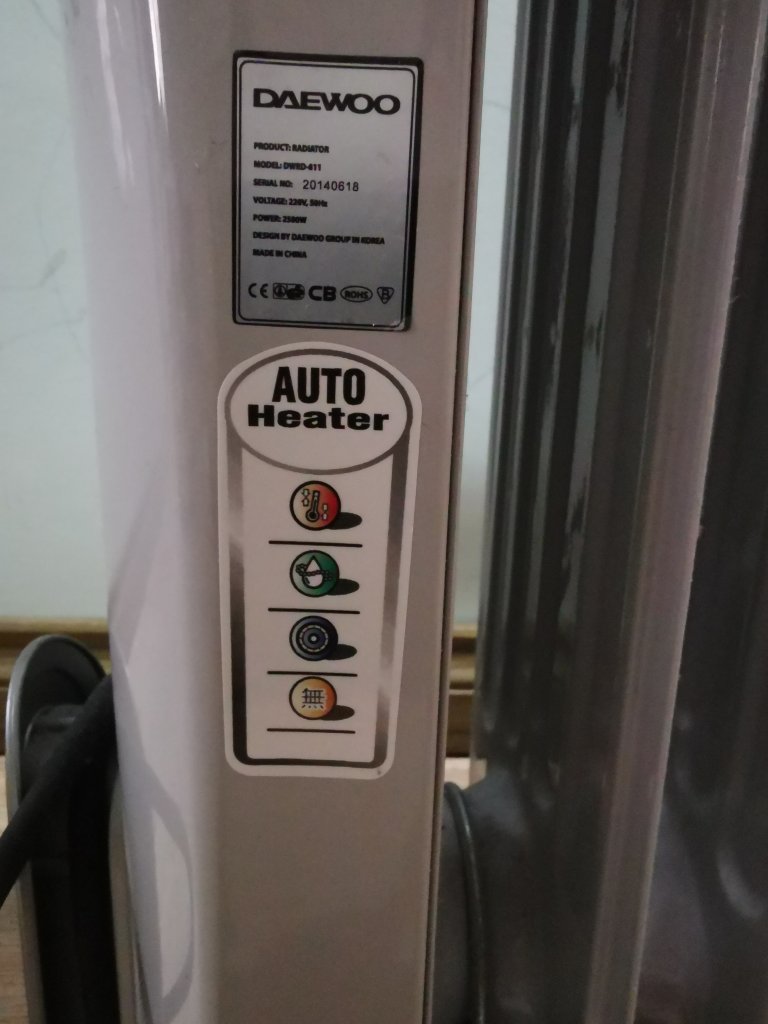 DAEWOO
PRODUCT: RADIATOR
MODEL: DWRD-611
SERIAL NO: 20140618
VOLTAGE: 220V, 50Hz
POWER: 2500W
DESIGN BY DAEWOO GROUP IN KOREA
MADE IN CHINA
CE CB ROHS
AUTO
Heater